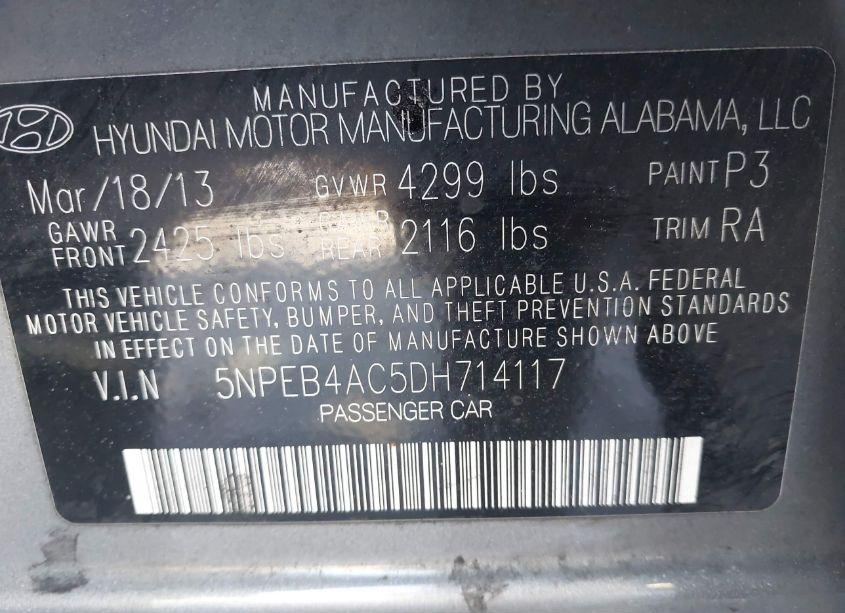 MANUFACTURED BY
HYUNDAI MOTOR MANUFACTURING ALABAMA, LLC
Mar/18/13 GVWR 4299 lbs PAINT P3
GAWR FRONT 2425 lbs GAWR REAR 2116 lbs TRIM RA
THIS VEHICLE CONFORMS TO ALL APPLICABLE U.S.A. FEDERAL
MOTOR VEHICLE SAFETY, BUMPER, AND THEFT PREVENTION STANDARDS
IN EFFECT ON THE DATE OF MANUFACTURE SHOWN ABOVE
V.I.N 5NPEB4AC5DH714117
PASSENGER CAR